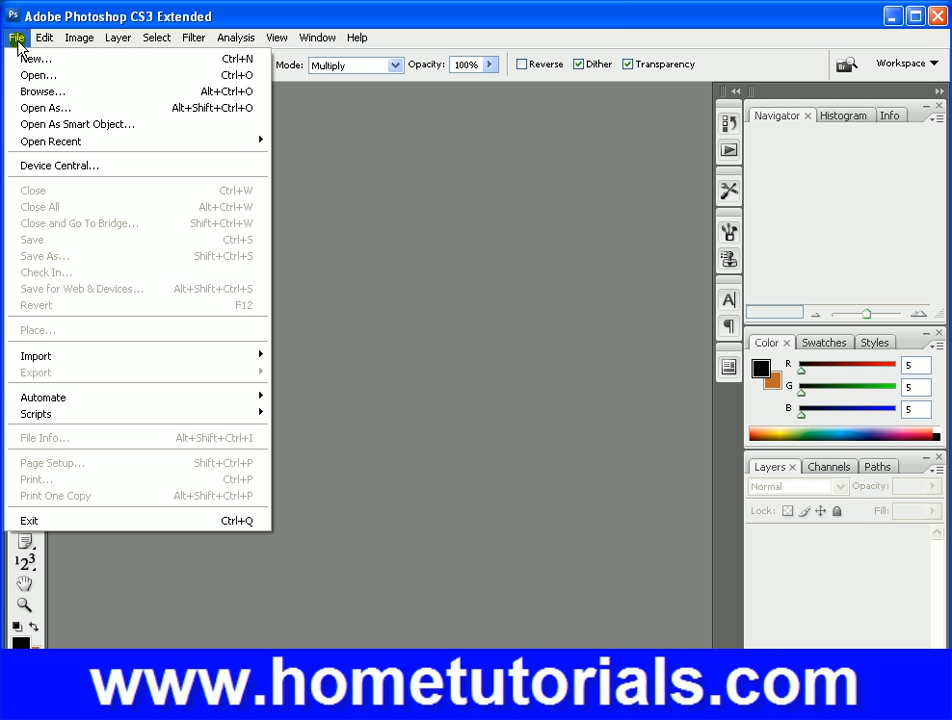 Ps Adobe Photoshop CS3 Extended
File Edit Image Layer Select Filter Analysis View Window Help
Mode: Multiply Opacity: 100% Reverse Dither Transparency Workspace
New... Ctrl+N
Open... Ctrl+O
Browse... Alt+Ctrl+O
Open As... Alt+Shift+Ctrl+O
Open As Smart Object...
Open Recent
Device Central...
Close Ctrl+W
Close All Alt+Ctrl+W
Close and Go To Bridge... Shift+Ctrl+W
Save Ctrl+S
Save As... Shift+Ctrl+S
Check In...
Save for Web & Devices... Alt+Shift+Ctrl+S
Revert F12
Place...
Import
Export
Automate
Scripts
File Info... Alt+Shift+Ctrl+I
Page Setup... Shift+Ctrl+P
Print... Ctrl+P
Print One Copy Alt+Shift+Ctrl+P
Exit Ctrl+Q
Navigator Histogram Info
Color Swatches Styles
R 5
G 5
B 5
Layers Channels Paths
Normal Opacity:
Lock: Fill:
www.hometutorials.com